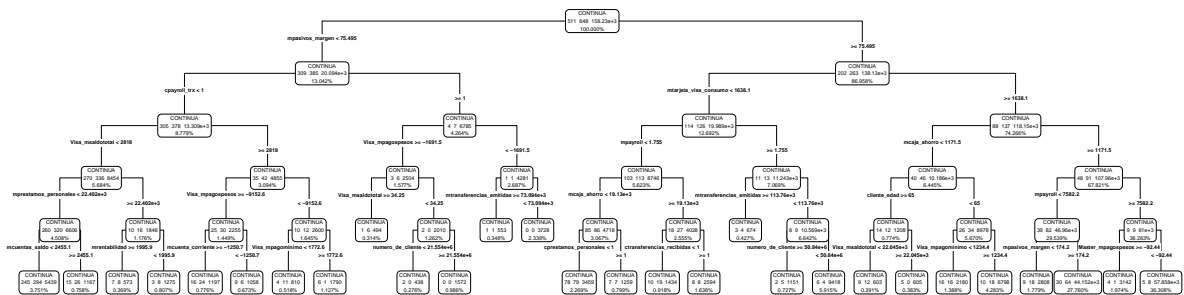 CONTINUA
511 648 158.23e+3
100.000%
mpasivos_margen < 75.495
>= 75.495
CONTINUA
309 385 20.094e+3
13.042%
CONTINUA
202 263 138.13e+3
86.958%
cpayroll_trx < 1
>= 1
mtarjeta_visa_consumo < 1638.1
>= 1638.1
CONTINUA
305 378 13.309e+3
8.779%
CONTINUA
4 7 6785
4.264%
CONTINUA
114 126 19.989e+3
12.692%
CONTINUA
88 137 118.15e+3
74.266%
Visa_msaldototal < 2818
>= 2818
Visa_mpagospesos >= -1691.5
< -1691.5
mpayroll < 1.755
>= 1.755
mcaja_ahorro < 1171.5
>= 1171.5
CONTINUA
270 336 8454
5.684%
CONTINUA
35 42 4855
3.094%
CONTINUA
3 6 2504
1.577%
CONTINUA
1 1 4281
2.687%
CONTINUA
103 113 8746
5.623%
CONTINUA
11 13 11.243e+3
7.069%
CONTINUA
40 46 10.186e+3
6.445%
CONTINUA
48 91 107.96e+3
67.821%
mprestamos_personales < 22.402e+3
>= 22.402e+3
Visa_mpagospesos >= -9152.6
< -9152.6
Visa_msaldototal >= 34.25
< 34.25
mtransferencias_emitidas >= 73.094e+3
< 73.094e+3
mcaja_ahorro < 19.13e+3
>= 19.13e+3
mtransferencias_emitidas >= 113.76e+3
< 113.76e+3
cliente_edad >= 65
< 65
mpayroll < 7582.2
>= 7582.2
CONTINUA
260 320 6606
4.508%
CONTINUA
10 16 1848
1.176%
CONTINUA
25 30 2255
1.449%
CONTINUA
10 12 2600
1.645%
CONTINUA
1 6 494
0.314%
CONTINUA
2 0 2010
1.262%
CONTINUA
1 1 553
0.348%
CONTINUA
0 0 3728
2.339%
CONTINUA
85 86 4718
3.067%
CONTINUA
18 27 4028
2.555%
CONTINUA
3 4 674
0.427%
CONTINUA
8 9 10.569e+3
6.642%
CONTINUA
14 12 1208
0.774%
CONTINUA
26 34 8978
5.670%
CONTINUA
39 82 46.96e+3
29.539%
CONTINUA
9 9 61e+3
38.283%
mcuentas_saldo < 2455.1
>= 2455.1
mrentabilidad >= 1995.9
< 1995.9
mcuenta_corriente >= -1250.7
< -1250.7
Visa_mpagominimo < 1772.6
>= 1772.6
numero_de_cliente < 21.554e+6
>= 21.554e+6
cprestamos_personales < 1
>= 1
ctransferencias_recibidas < 1
>= 1
numero_de_cliente >= 50.84e+6
< 50.84e+6
Visa_msaldototal < 22.045e+3
>= 22.045e+3
Visa_mpagominimo < 1234.4
>= 1234.4
mpasivos_margen < 174.2
>= 174.2
Master_mpagospesos >= -92.44
< -92.44
CONTINUA
245 294 5439
3.751%
CONTINUA
15 26 1167
0.758%
CONTINUA
7 8 573
0.369%
CONTINUA
3 8 1275
0.807%
CONTINUA
16 24 1197
0.776%
CONTINUA
9 6 1058
0.673%
CONTINUA
4 11 810
0.518%
CONTINUA
6 1 1790
1.127%
CONTINUA
2 0 438
0.276%
CONTINUA
0 0 1572
0.986%
CONTINUA
78 79 3459
2.269%
CONTINUA
7 7 1259
0.799%
CONTINUA
10 19 1434
0.918%
CONTINUA
8 8 2594
1.638%
CONTINUA
2 5 1151
0.727%
CONTINUA
6 4 9418
5.915%
CONTINUA
9 12 603
0.391%
CONTINUA
5 0 605
0.383%
CONTINUA
16 16 2180
1.388%
CONTINUA
10 18 6798
4.283%
CONTINUA
9 18 2808
1.779%
CONTINUA
30 64 44.152e+3
27.760%
CONTINUA
4 1 3142
1.974%
CONTINUA
5 8 57.858e+3
36.308%